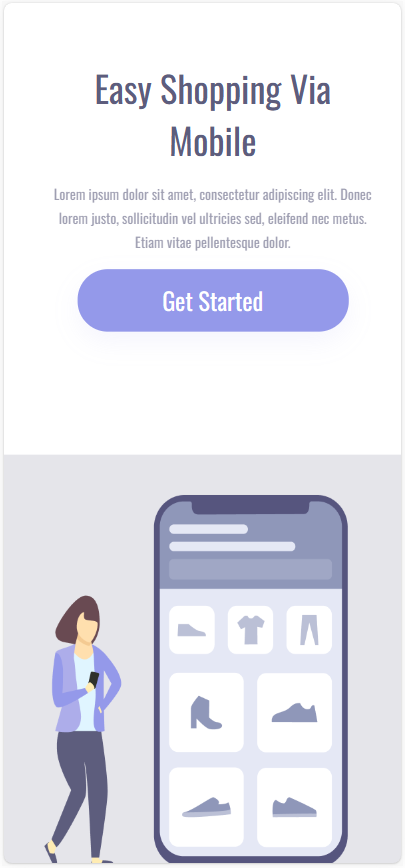 Easy Shopping Via
Mobile
Lorem ipsum dolor sit amet, consectetur adipiscing elit. Donec
lorem justo, sollicitudin vel ultricies sed, eleifend nec metus.
Etiam vitae pellentesque dolor.
Get Started